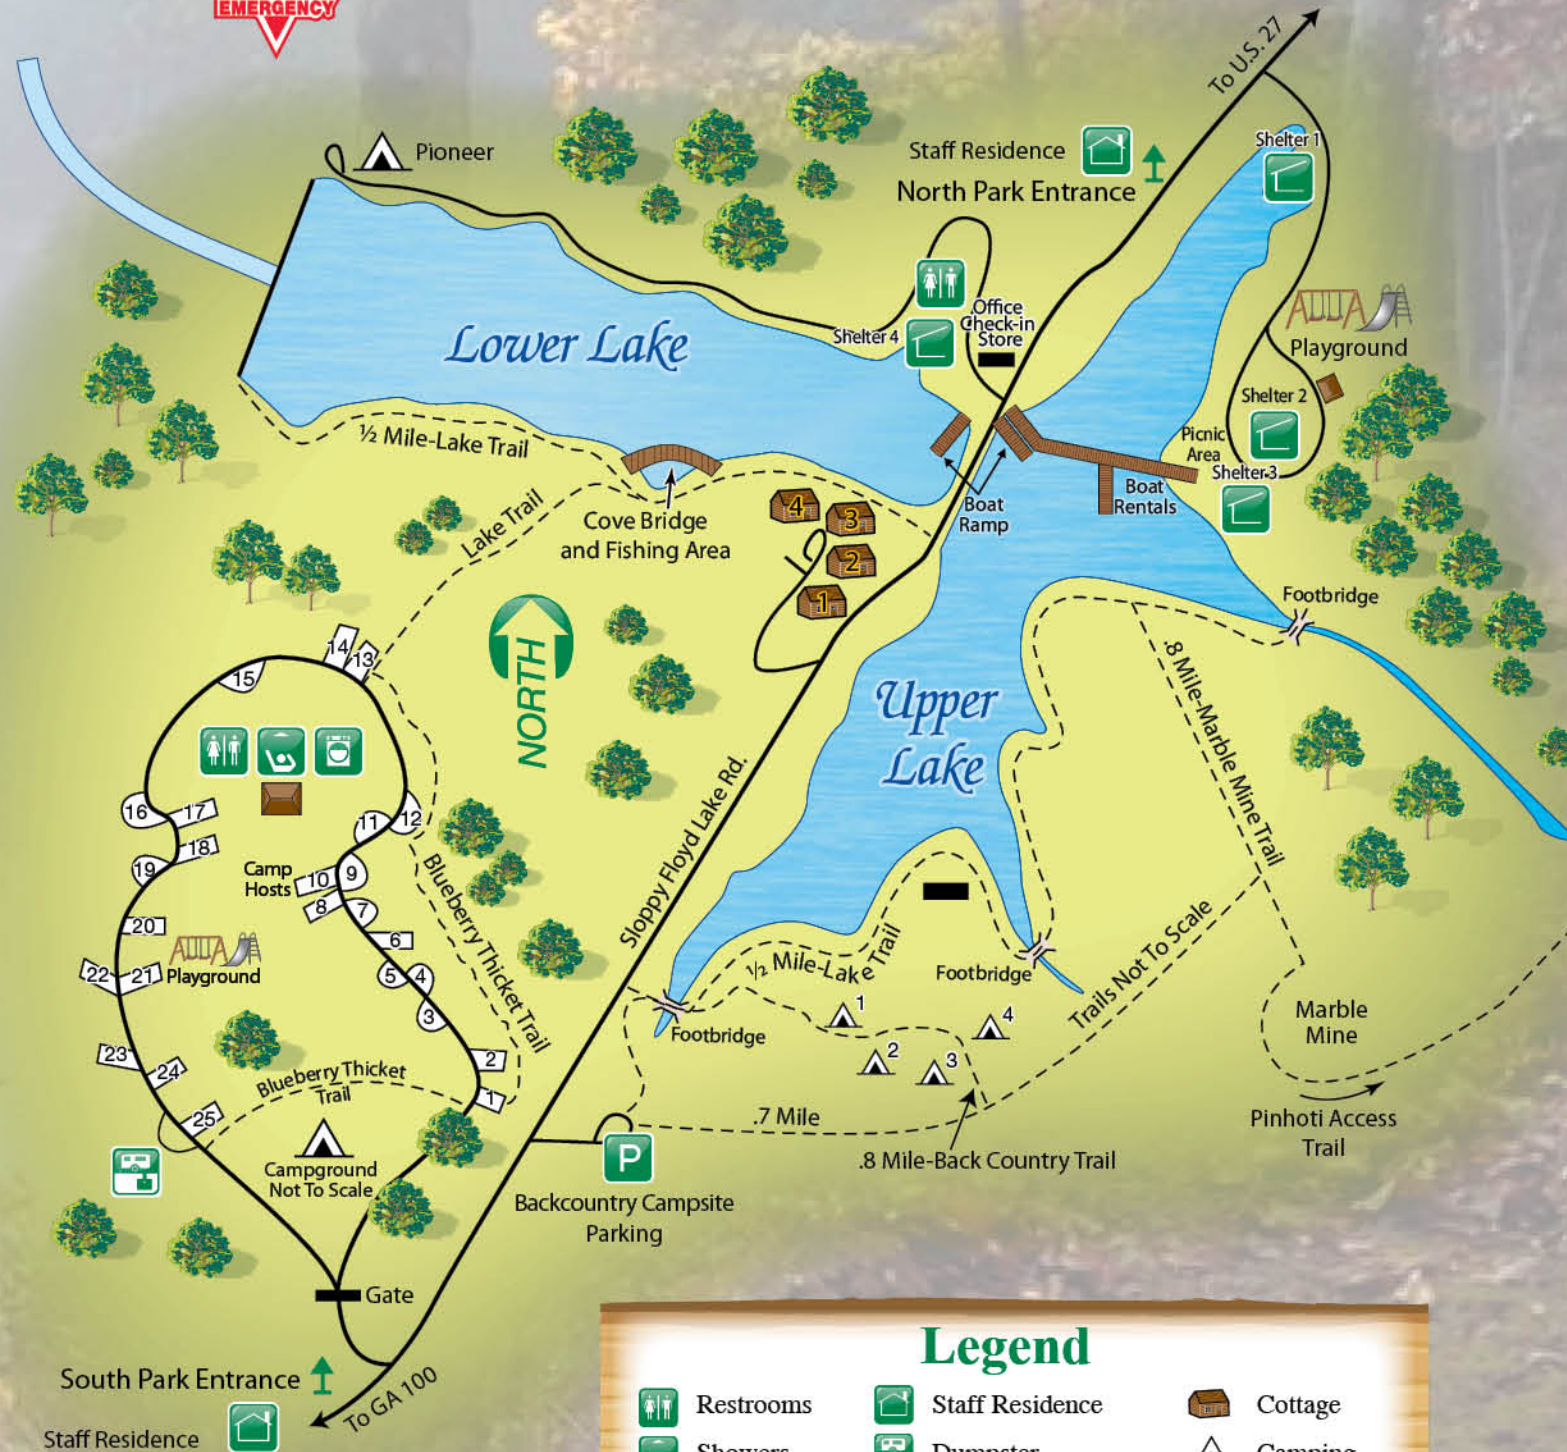 EMERGENCY
To U.S. 27
Pioneer
Staff Residence
North Park Entrance
Shelter 1
Lower Lake
Shelter 4
Office
Check-in
Store
Playground
Shelter 2
Picnic
Area
Shelter 3
½ Mile-Lake Trail
Lake Trail
Cove Bridge
and Fishing Area
4
3
2
1
Boat
Ramp
Boat
Rentals
Footbridge
NORTH
14
13
15
Upper
Lake
.8 Mile-Marble Mine Trail
16
17
18
19
11
12
Camp
Hosts
10
9
8
7
20
6
22
21
Playground
5
4
3
Blueberry Thicket Trail
Sloppy Floyd Lake Rd.
½ Mile-Lake Trail
Footbridge
Trails Not To Scale
Footbridge
1
2
3
4
Marble
Mine
23
24
2
1
25
Blueberry Thicket
Trail
Campground
Not To Scale
.7 Mile
.8 Mile-Back Country Trail
Pinhoti Access
Trail
P
Backcountry Campsite
Parking
Gate
South Park Entrance
To GA 100
Staff Residence
Legend
Restrooms
Staff Residence
Cottage
Showers
Dumpster
Camping